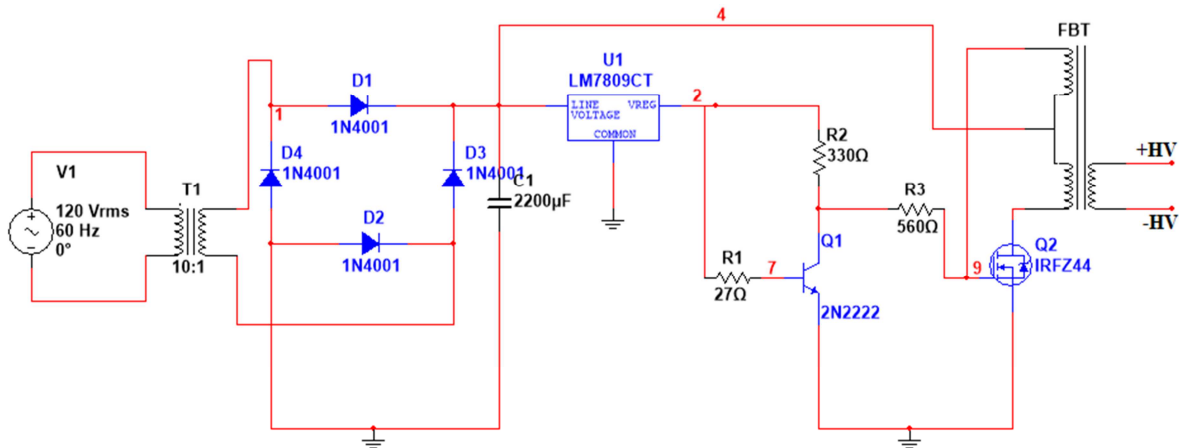 4
FBT
U1
LM7809CT
D1
1
1N4001
LINE
VOLTAGE
VREG
COMMON
2
R2
330Ω
+HV
-HV
D4
1N4001
D3
1N4001
C1
2200µF
V1
120 Vrms
60 Hz
0°
T1
10:1
D2
1N4001
R3
560Ω
Q1
2N2222
R1
27Ω
7
9
Q2
IRFZ44